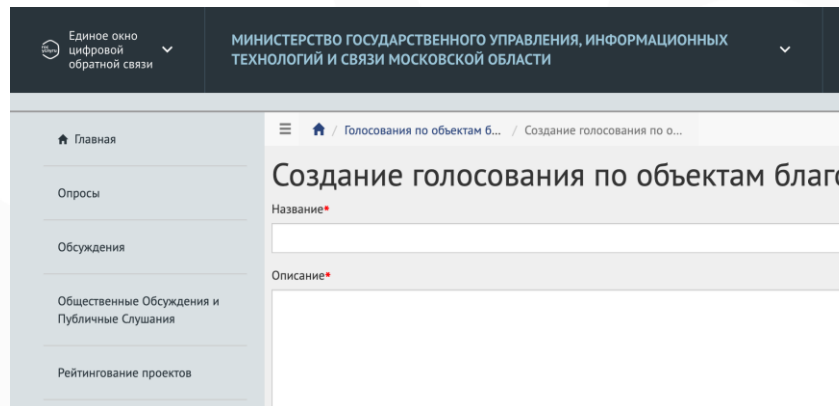 Единое окно
цифровой
обратной связи
МИНИСТЕРСТВО ГОСУДАРСТВЕННОГО УПРАВЛЕНИЯ, ИНФОРМАЦИОННЫХ
ТЕХНОЛОГИЙ И СВЯЗИ МОСКОВСКОЙ ОБЛАСТИ
/ Голосования по объектам б... / Создание голосования по о...
Главная
Создание голосования по объектам благо
Название*
Опросы
Обсуждения
Описание*
Общественные Обсуждения и
Публичные Слушания
Рейтингование проектов